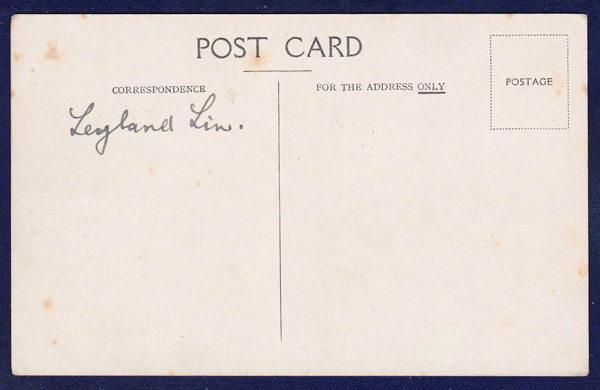 POST CARD
CORRESPONDENCE
FOR THE ADDRESS ONLY
POSTAGE
Leyland Lin.